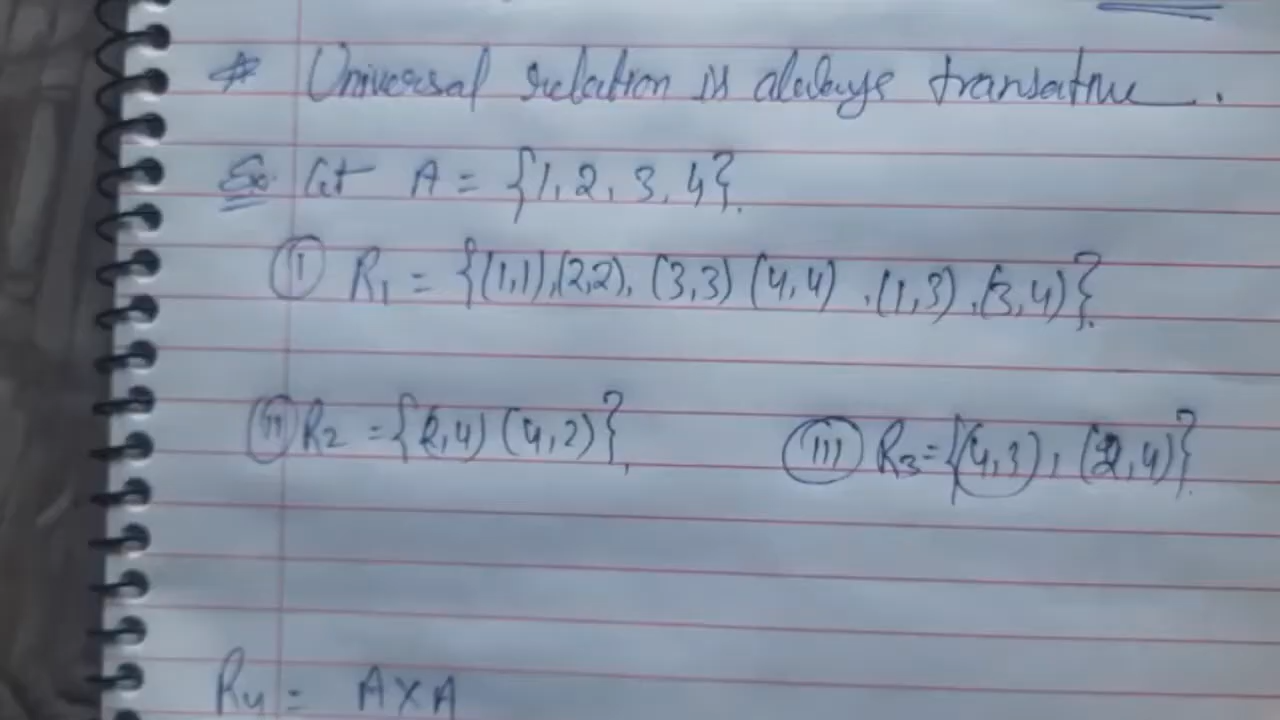 * Universal relation is always transative.
Ex. let A = {1, 2, 3, 4}.
(i) R₁ = {(1,1),(2,2), (3,3) (4,4) , (1,3), (3,4)}.
(ii) R₂ = {(2,4) (4,2)}.
(iii) R₃ = {(4,3), (2,4)}.
R₄ = A×A